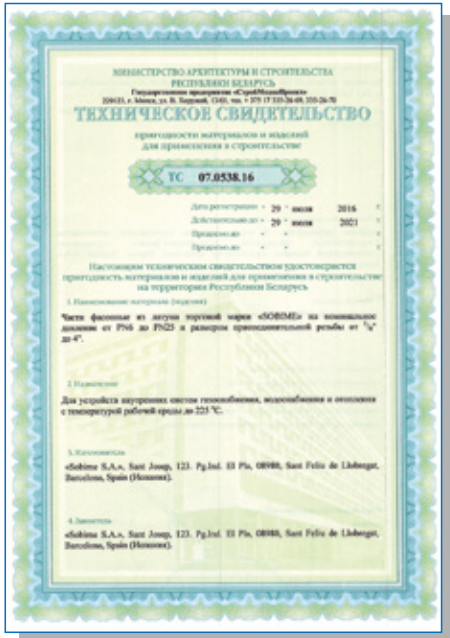 МИНИСТЕРСТВО АРХИТЕКТУРЫ И СТРОИТЕЛЬСТВА
РЕСПУБЛИКИ БЕЛАРУСЬ
Государственное предприятие
г. Минск, ул.
ТЕХНИЧЕСКОЕ СВИДЕТЕЛЬСТВО
пригодности материалов и изделий
для применения в строительстве
ТС 07.0538.16
Дата регистрации « 29 » июля 2016 г.
Действительно до « 29 » июля 2021 г.
Продлено до « »  г.
Продлено до « »  г.
Настоящим техническим свидетельством удостоверяется
пригодность материалов и изделий для применения в строительстве
на территории Республики Беларусь
1. Наименование материала (изделия)
Части фасонные из латуни торговой марки «SOBIME» на номинальное
давление от PN6 до PN25 и размером присоединительной резьбы от
до 4".
2. Назначение
Для устройств внутренних систем газоснабжения, водоснабжения и отопления
с температурой рабочей среды до 225 °C.
3. Изготовитель
«Sobime S.A.», Sant Josep, 123. Pg.Ind. El Pla, 08980, Sant Feliu de Llobregat,
Barcelona, Spain (Испания).
4. Заявитель
«Sobime S.A.», Sant Josep, 123. Pg.Ind. El Pla, 08980, Sant Feliu de Llobregat,
Barcelona, Spain (Испания).